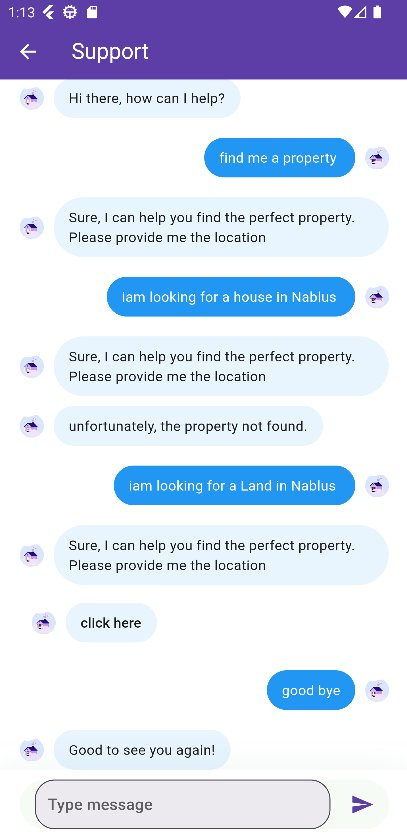 1:13
Support
Hi there, how can I help?
find me a property
Sure, I can help you find the perfect property.
Please provide me the location
iam looking for a house in Nablus
Sure, I can help you find the perfect property.
Please provide me the location
unfortunately, the property not found.
iam looking for a Land in Nablus
Sure, I can help you find the perfect property.
Please provide me the location
click here
good bye
Good to see you again!
Type message